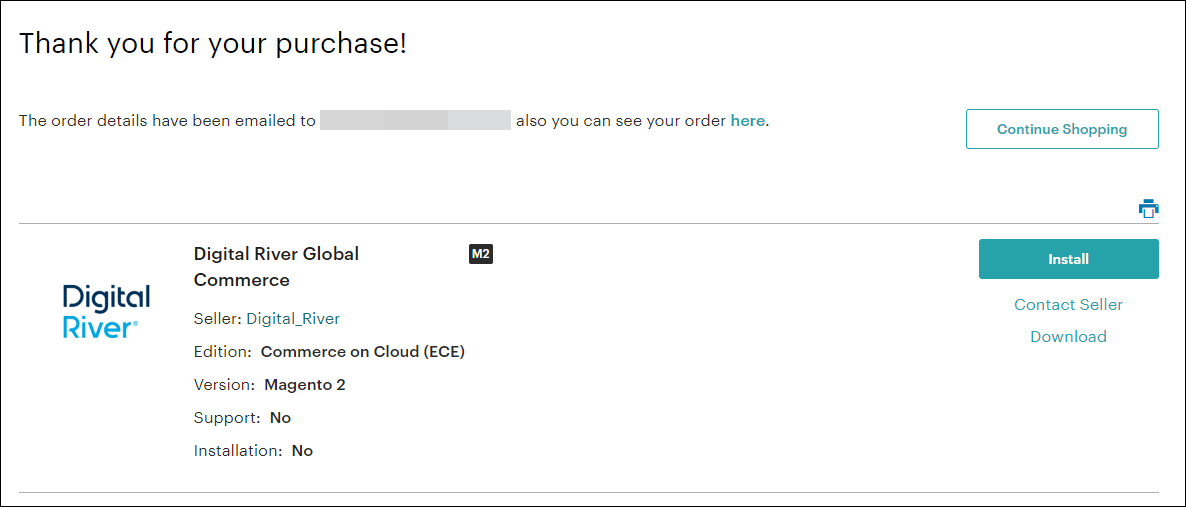 Thank you for your purchase!
The order details have been emailed to also you can see your order here.
Continue Shopping
Digital River Global
Commerce
M2
Install
Digital
River®
Seller: Digital_River
Contact Seller
Download
Edition: Commerce on Cloud (ECE)
Version: Magento 2
Support: No
Installation: No